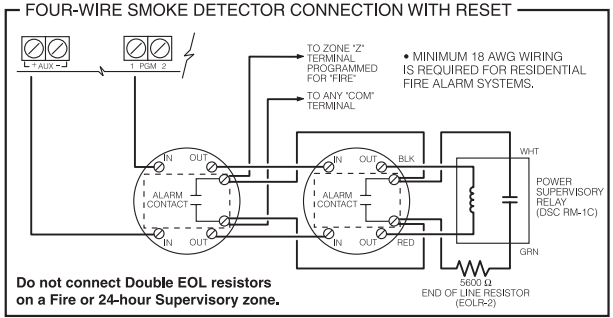 FOUR-WIRE SMOKE DETECTOR CONNECTION WITH RESET
+ AUX -
1 PGM 2
TO ZONE "Z"
TERMINAL
PROGRAMMED
FOR "FIRE"
TO ANY "COM"
TERMINAL
• MINIMUM 18 AWG WIRING
IS REQUIRED FOR RESIDENTIAL
FIRE ALARM SYSTEMS.
IN
OUT
IN
OUT
BLK
WHT
ALARM
CONTACT
ALARM
CONTACT
POWER
SUPERVISORY
RELAY
(DSC RM-1C)
IN
OUT
IN
OUT
RED
GRN
5600 Ω
END OF LINE RESISTOR
(EOLR-2)
Do not connect Double EOL resistors
on a Fire or 24-hour Supervisory zone.